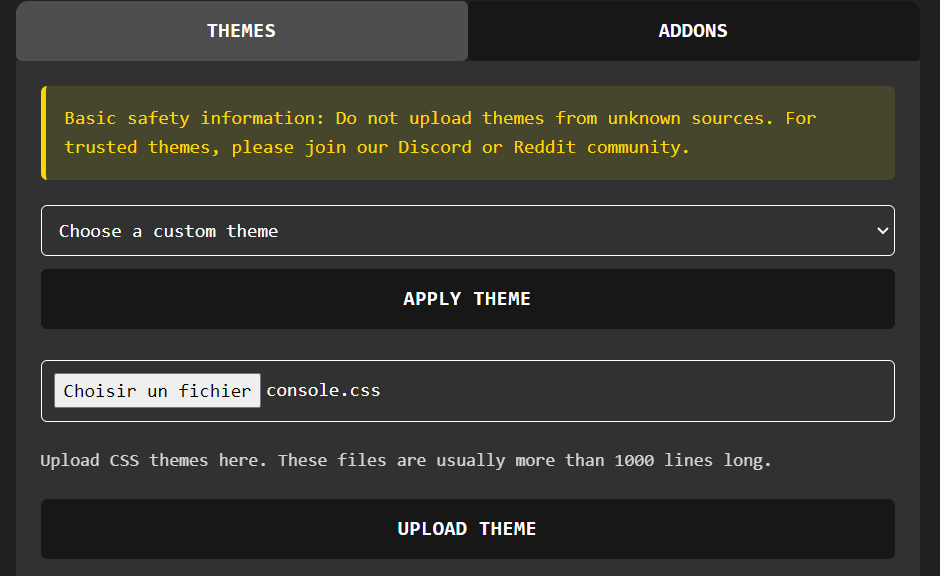 THEMES
ADDONS
Basic safety information: Do not upload themes from unknown sources. For
trusted themes, please join our Discord or Reddit community.
Choose a custom theme
APPLY THEME
Choisir un fichier console.css
Upload CSS themes here. These files are usually more than 1000 lines long.
UPLOAD THEME